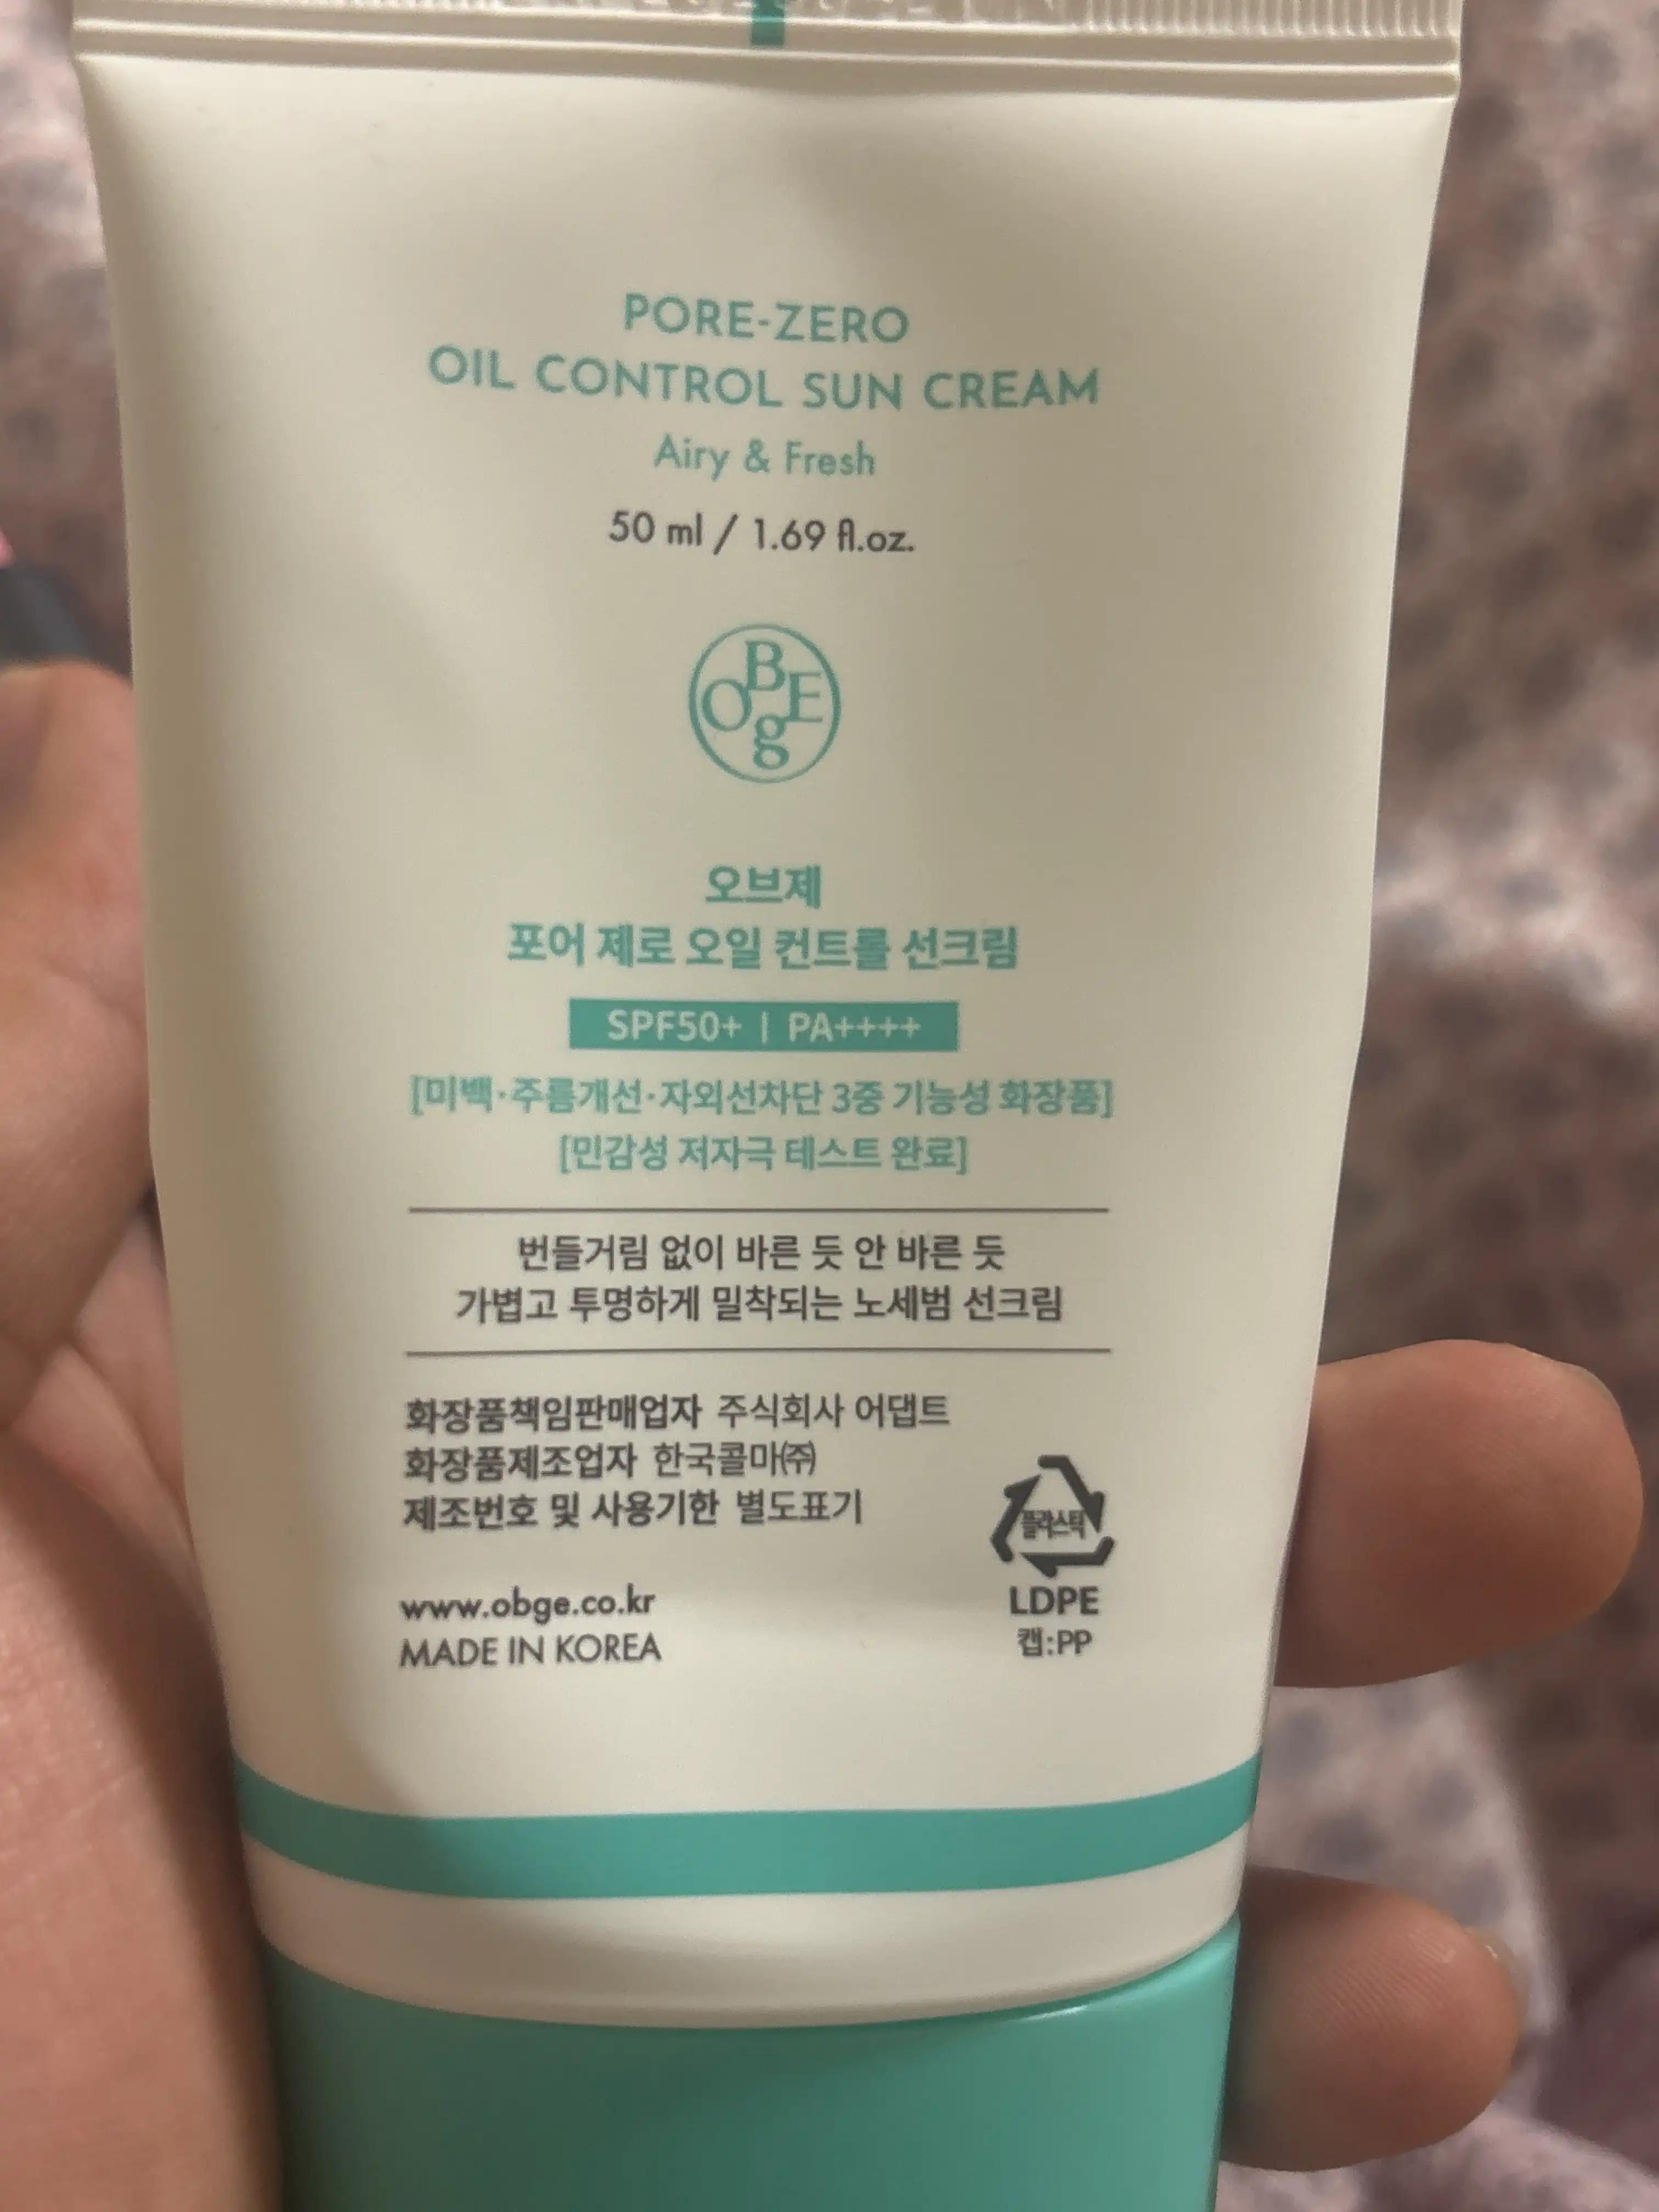 PORE-ZERO
OIL CONTROL SUN CREAM
Airy & Fresh
50 ml / 1.69 fl.oz.
OBgE
오브제
포어 제로 오일 컨트롤 선크림
SPF50+ | PA++++
[미백·주름개선·자외선차단 3중 기능성 화장품]
[민감성 저자극 테스트 완료]
번들거림 없이 바른 듯 안 바른 듯
가볍고 투명하게 밀착되는 노세범 선크림
화장품책임판매업자 주식회사 어댑트
화장품제조업자 한국콜마㈜
제조번호 및 사용기한 별도표기
www.obge.co.kr
MADE IN KOREA
플라스틱
LDPE
캡:PP